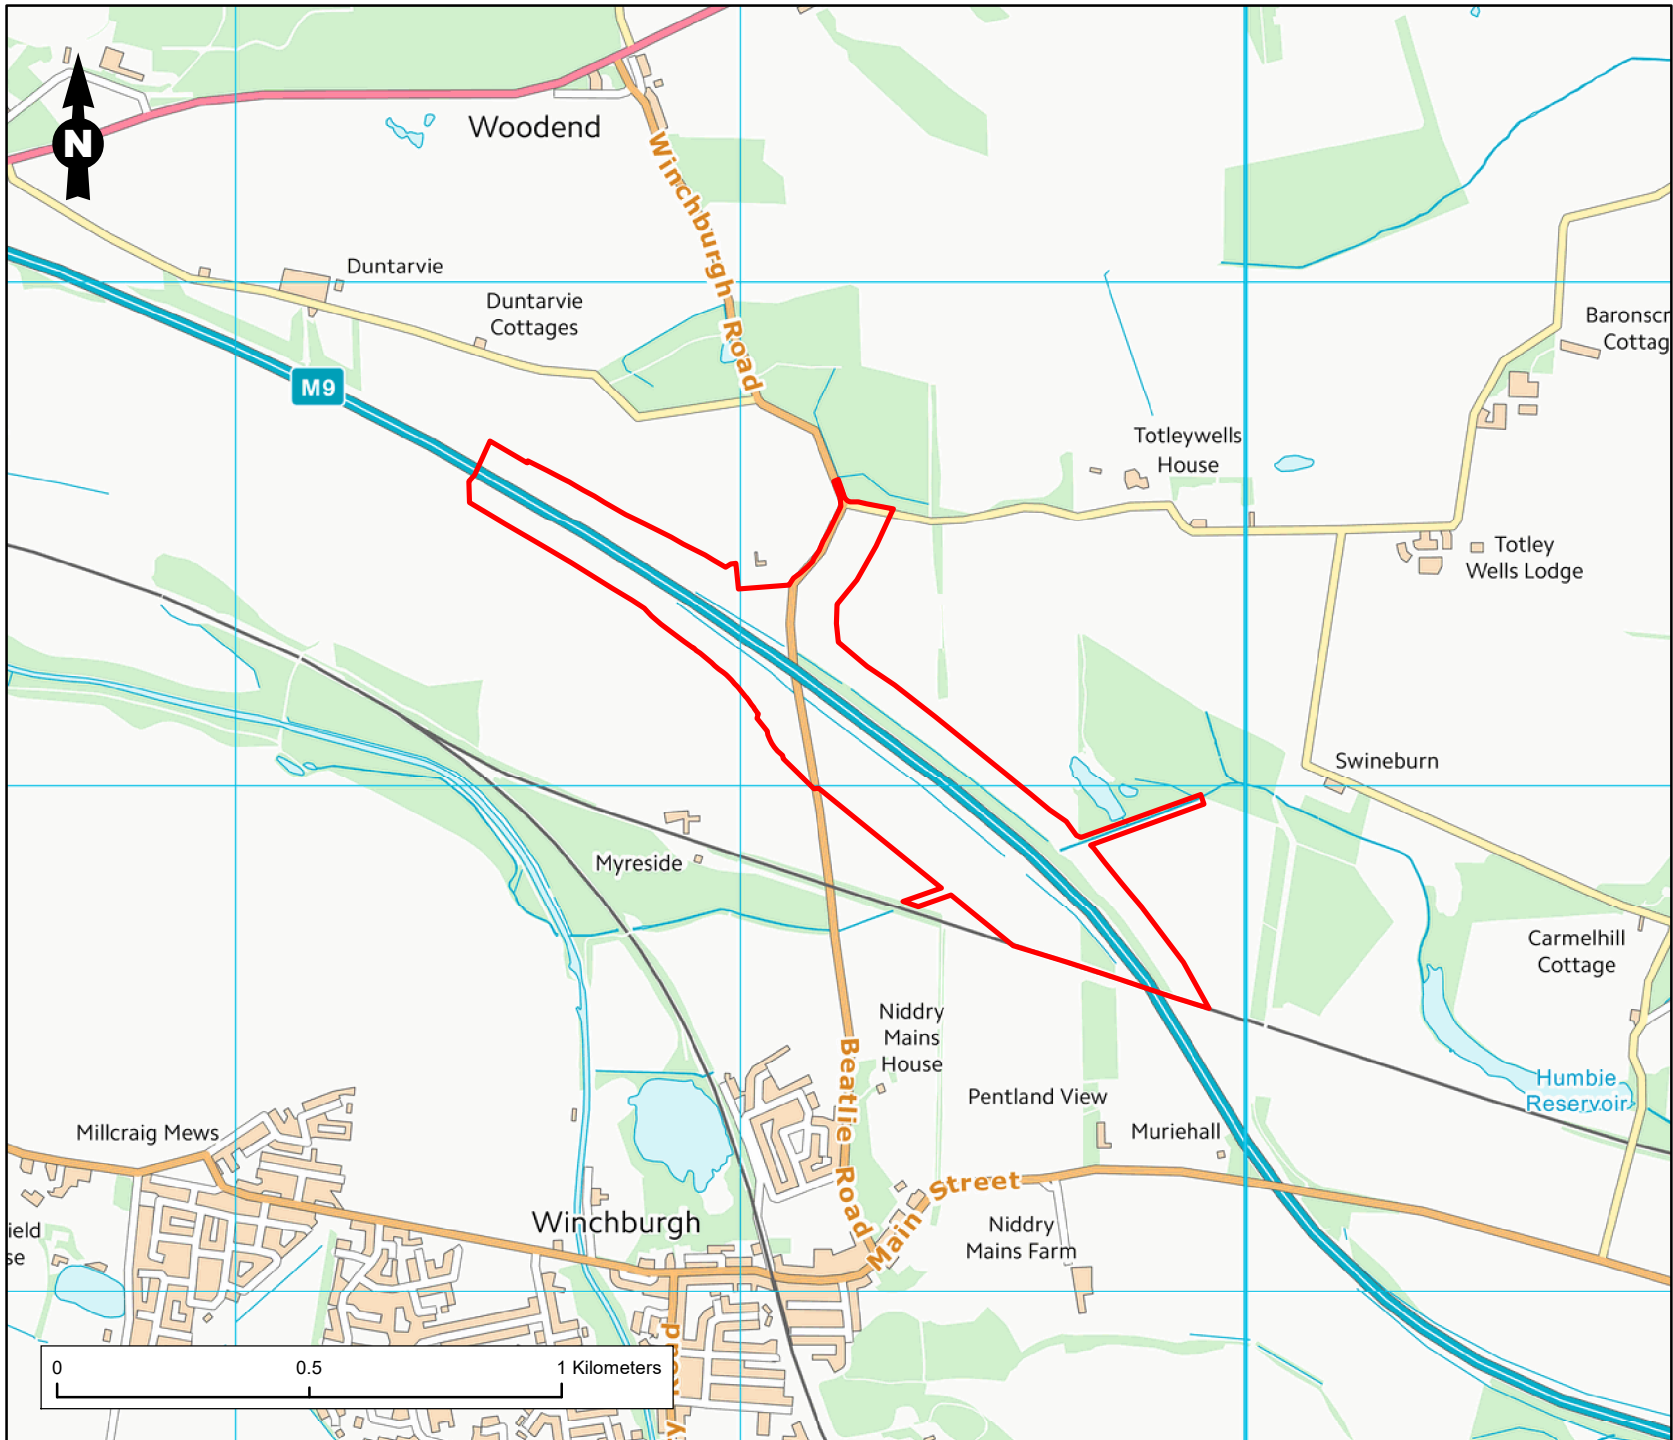 N
Woodend
Winchburgh Road
Duntarvie
Duntarvie
Cottages
M9
Baronscr
Cottag
Totleywells
House
Totley
Wells Lodge
Swineburn
Myreside
Carmelhill
Cottage
Niddry
Mains
House
Pentland View
Humbie
Reservoir
Millcraig Mews
Muriehall
Beatlie Road
Main Street
Winchburgh
Niddry
Mains Farm
ield
se
0 0.5 1 Kilometers